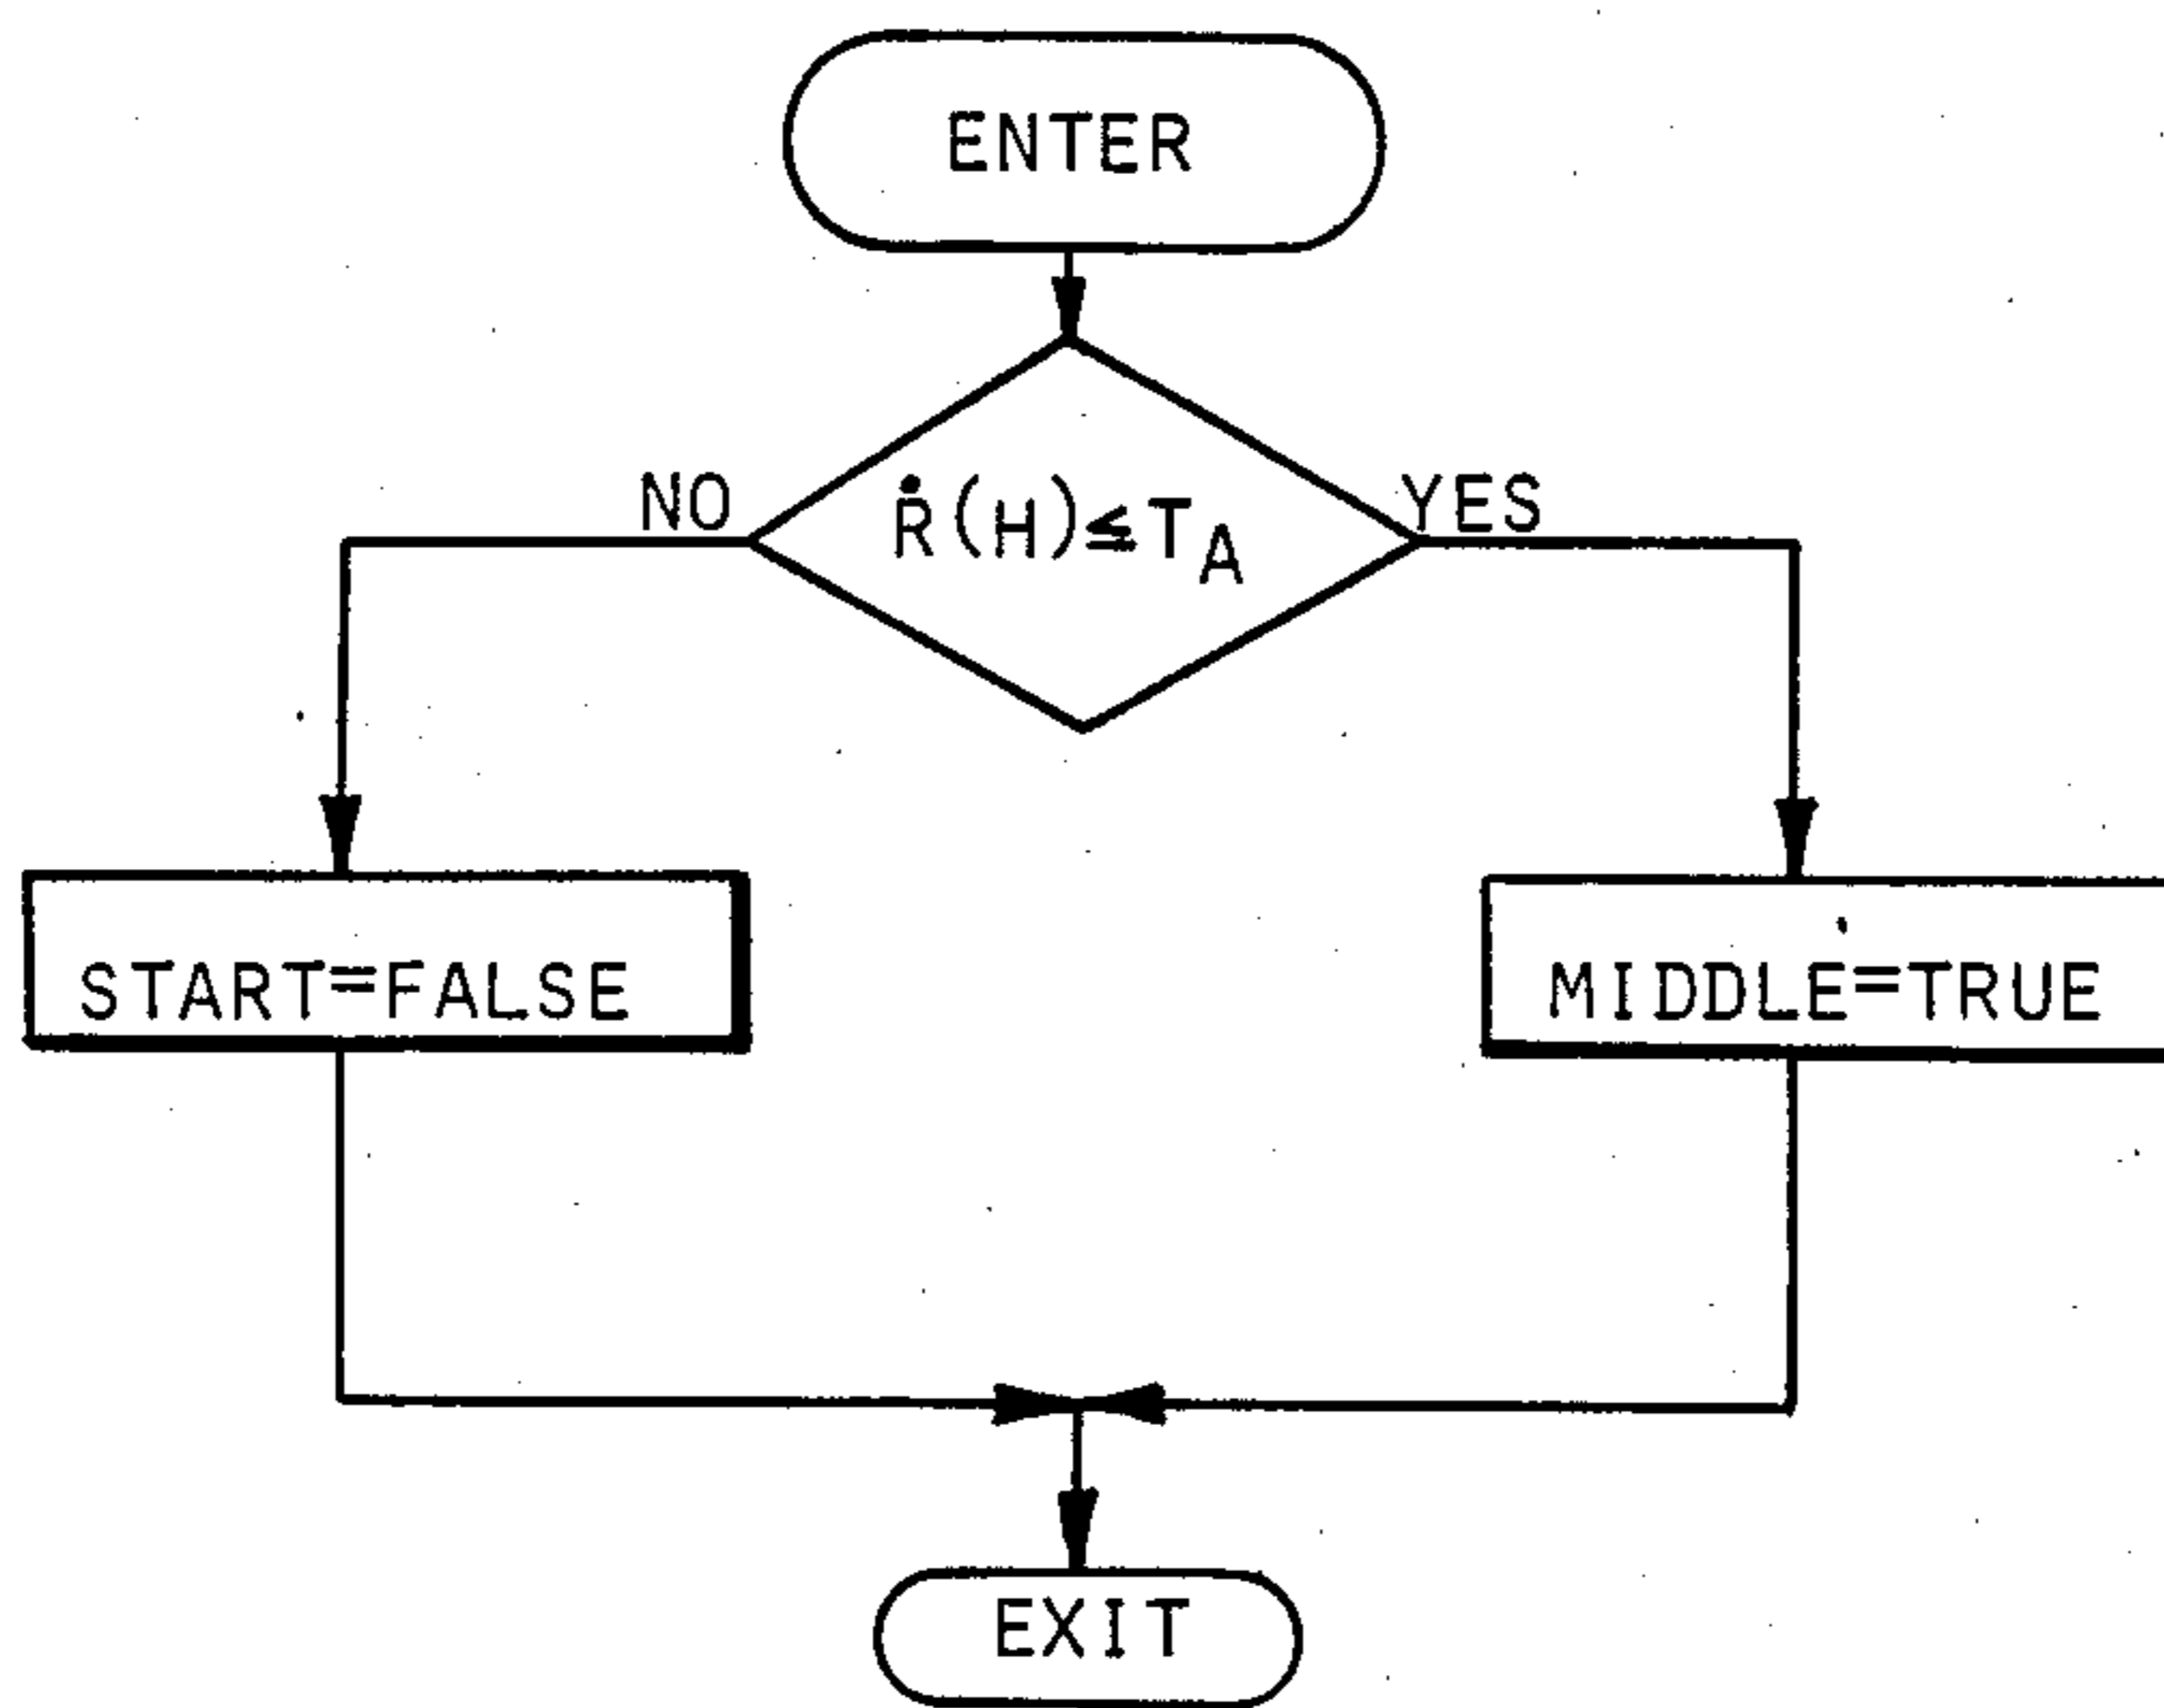 ENTER
NO
Ṙ(H)≤T_A
YES
START=FALSE
MIDDLE=TRUE
EXIT